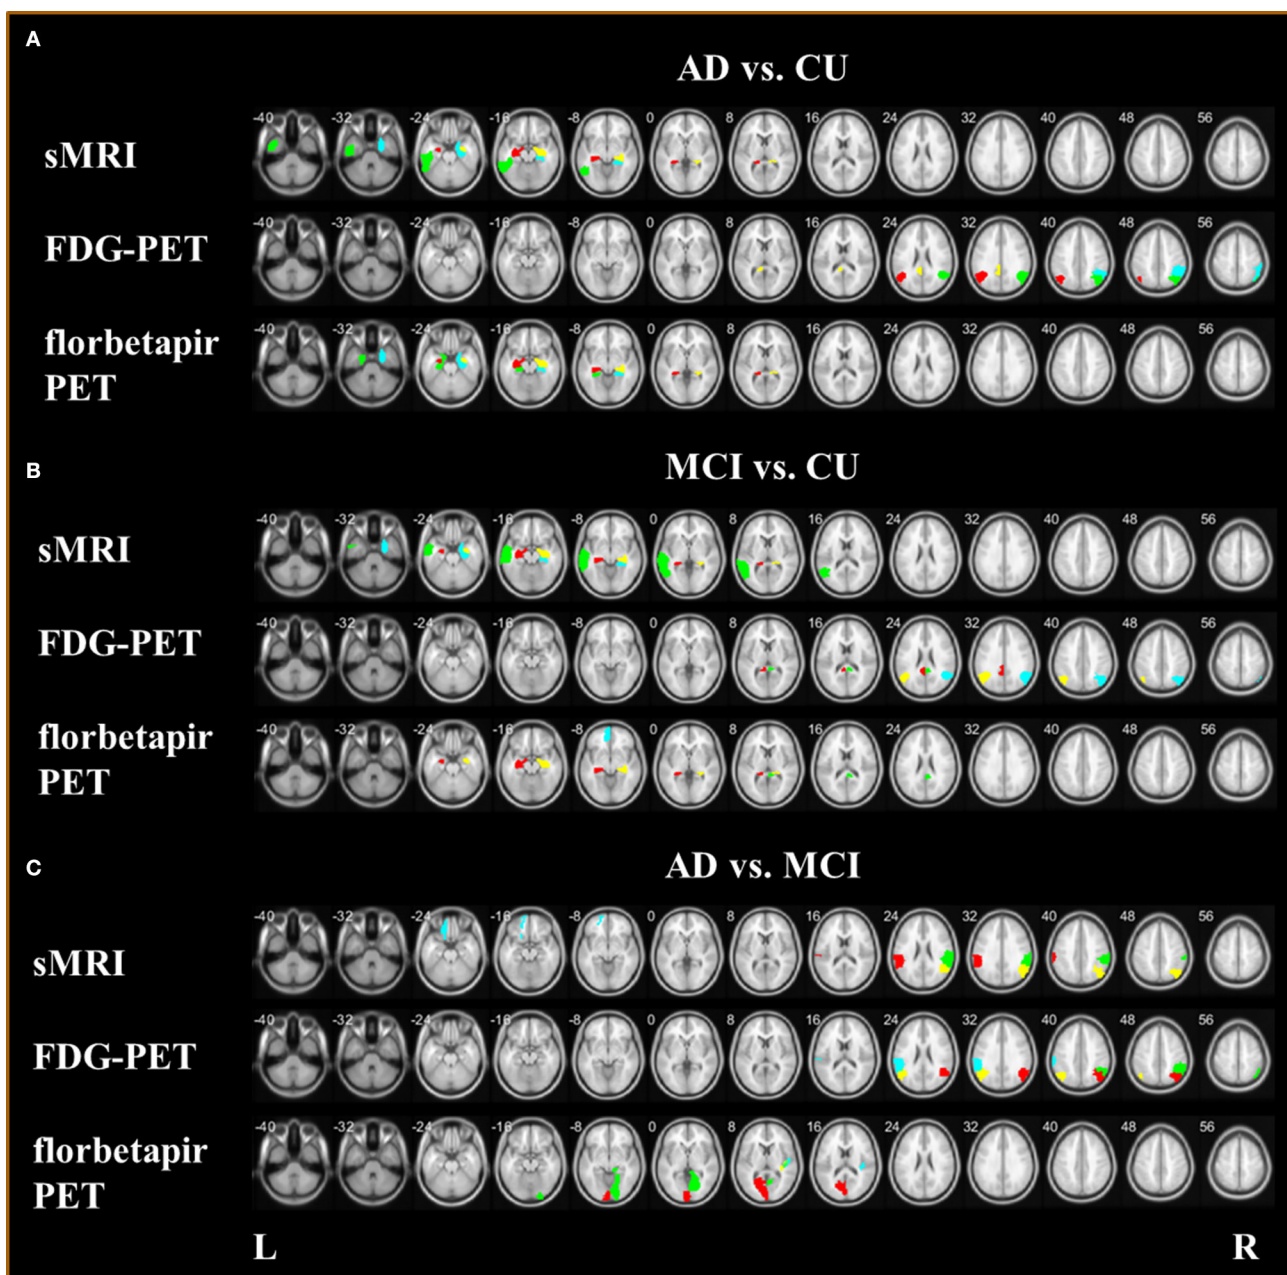 A
AD vs. CU
-40 -32 -24 -16 -8 0 8 16 24 32 40 48 56
sMRI
-40 -32 -24 -16 -8 0 8 16 24 32 40 48 56
FDG-PET
-40 -32 -24 -16 -8 0 8 16 24 32 40 48 56
florbetapir
PET
B
MCI vs. CU
-40 -32 -24 -16 -8 0 8 16 24 32 40 48 56
sMRI
-40 -32 -24 -16 -8 0 8 16 24 32 40 48 56
FDG-PET
-40 -32 -24 -16 -8 0 8 16 24 32 40 48 56
florbetapir
PET
C
AD vs. MCI
-40 -32 -24 -16 -8 0 8 16 24 32 40 48 56
sMRI
-40 -32 -24 -16 -8 0 8 16 24 32 40 48 56
FDG-PET
-40 -32 -24 -16 -8 0 8 16 24 32 40 48 56
florbetapir
PET
L R